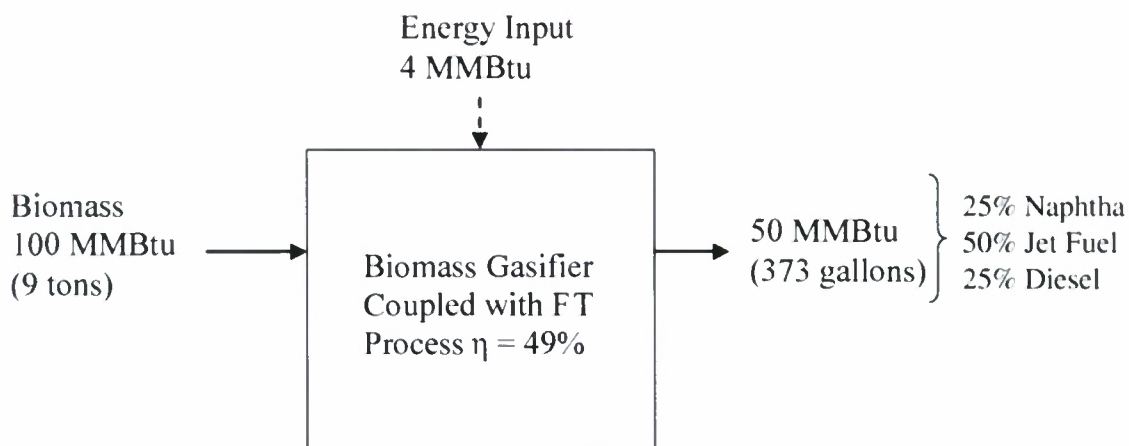 Energy Input
4 MMBtu
Biomass
100 MMBtu
(9 tons)
Biomass Gasifier
Coupled with FT
Process η = 49%
50 MMBtu
(373 gallons)
25% Naphtha
50% Jet Fuel
25% Diesel